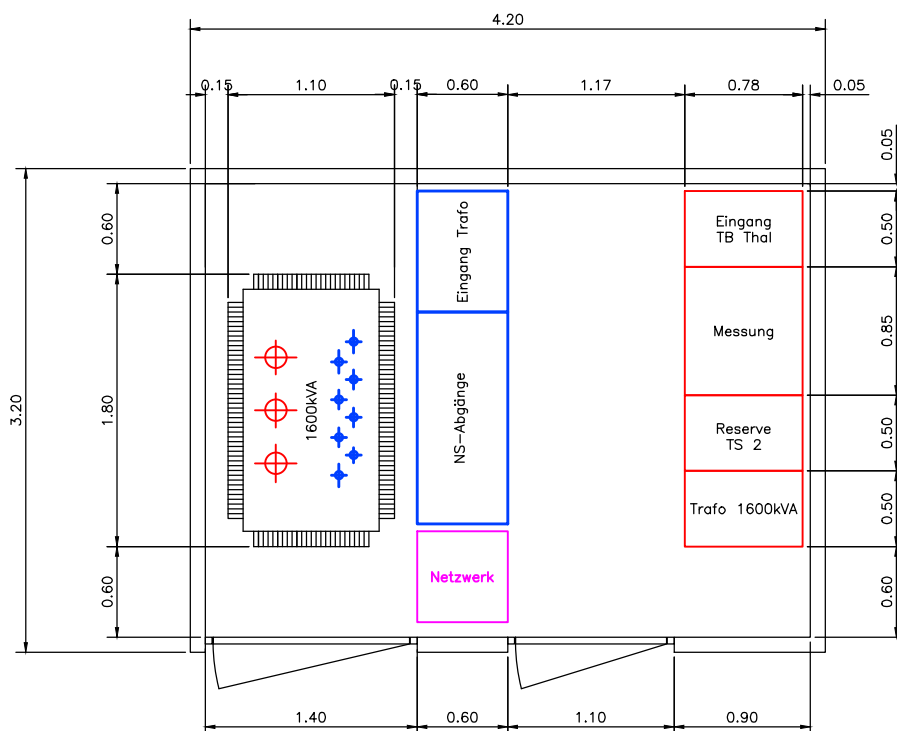 4.20
0.15
1.10
0.15
0.60
1.17
0.78
0.05
0.05
0.60
Eingang Trafo
Eingang
TB Thal
0.50
Messung
0.85
3.20
1.80
1600kVA
NS-Abgänge
Reserve
TS 2
0.50
Trafo 1600kVA
0.50
0.60
Netzwerk
0.60
1.40
0.60
1.10
0.90